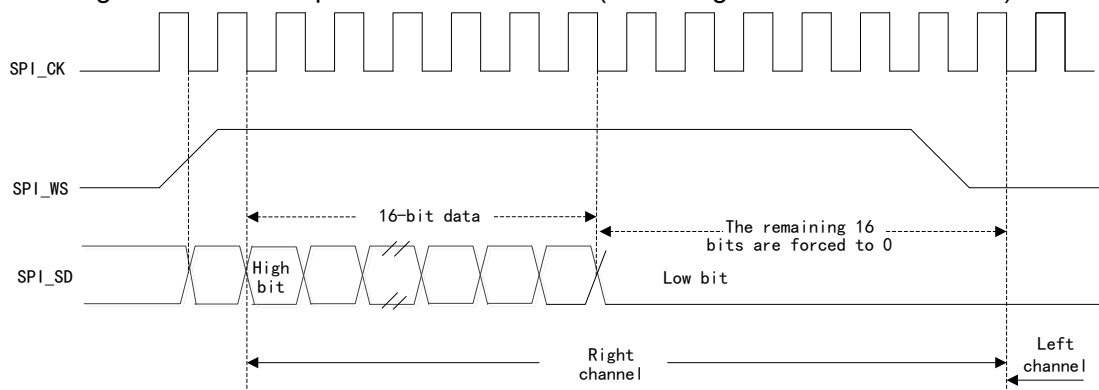 SPI_CK
SPI_WS
16-bit data
The remaining 16
bits are forced to 0
SPI_SD
High
bit
Low bit
Right
channel
Left
channel